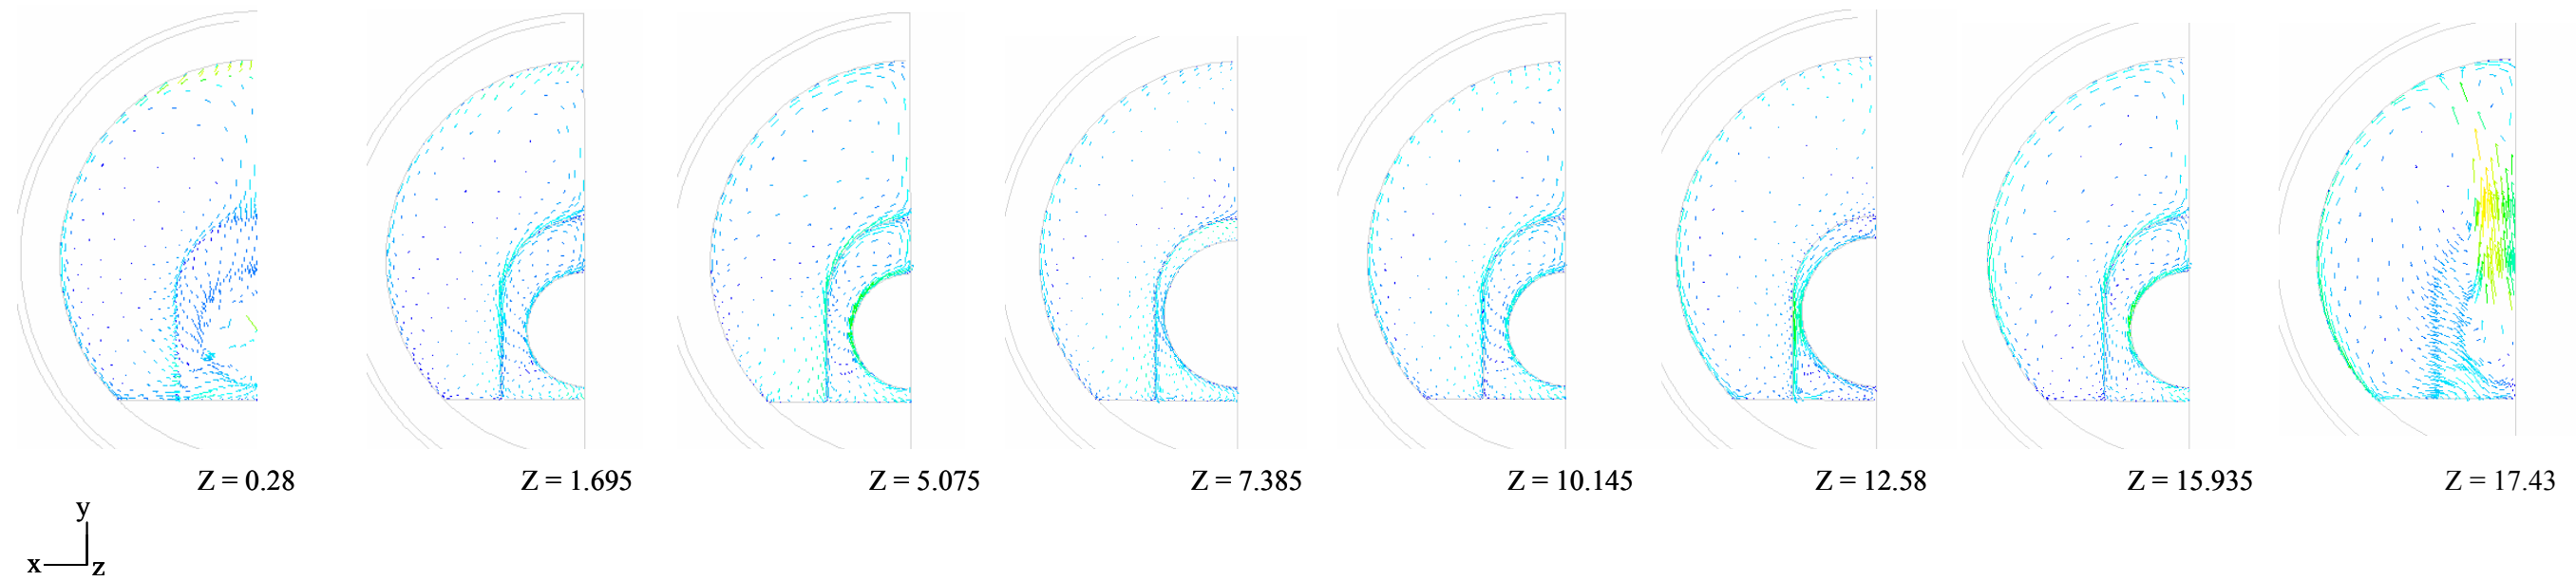 Z = 0.28
Z = 1.695
Z = 5.075
Z = 7.385
Z = 10.145
Z = 12.58
Z = 15.935
Z = 17.43
y
x
z